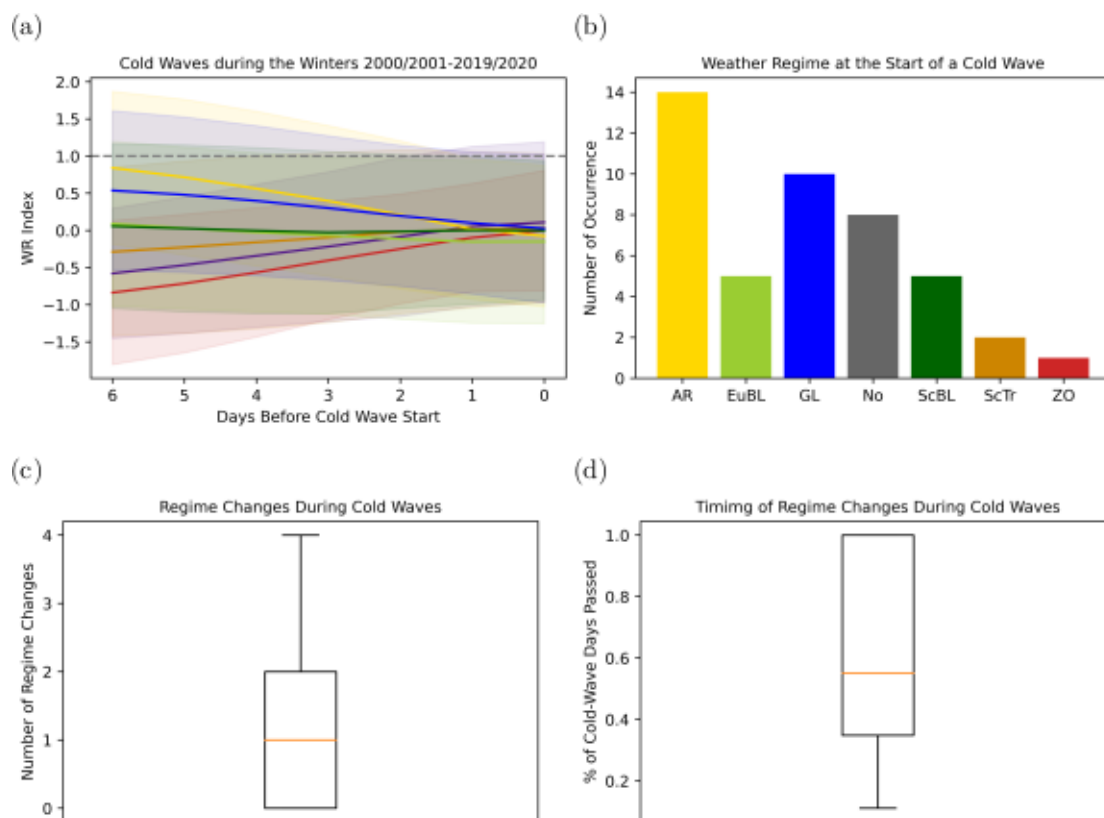 (a)
Cold Waves during the Winters 2000/2001-2019/2020
2.0
1.5
1.0
0.5
0.0
−0.5
−1.0
−1.5
WR Index
6 5 4 3 2 1 0
Days Before Cold Wave Start
(b)
Weather Regime at the Start of a Cold Wave
14
12
10
8
6
4
2
0
Number of Occurrence
AR EuBL GL No ScBL ScTr ZO
(c)
Regime Changes During Cold Waves
4
3
2
1
0
Number of Regime Changes
(d)
Timimg of Regime Changes During Cold Waves
1.0
0.8
0.6
0.4
0.2
% of Cold-Wave Days Passed